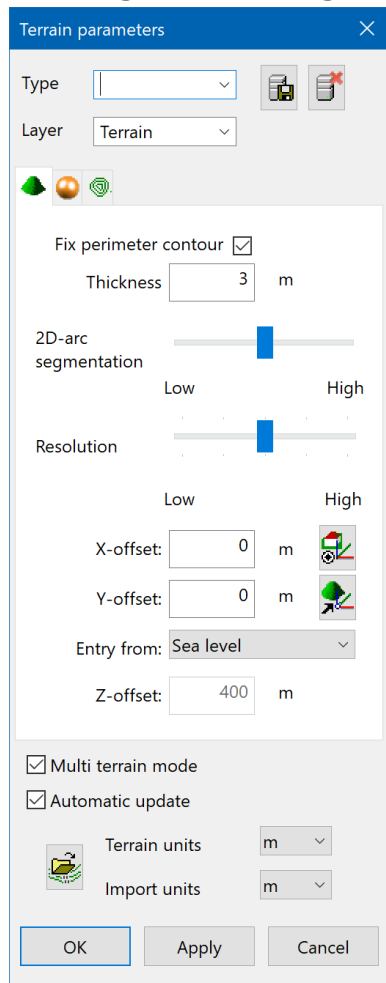 Terrain parameters
Type
Layer Terrain
Fix perimeter contour
Thickness 3 m
2D-arc
segmentation
Low High
Resolution
Low High
X-offset: 0 m
Y-offset: 0 m
Entry from: Sea level
Z-offset: 400 m
Multi terrain mode
Automatic update
Terrain units m
Import units m
OK Apply Cancel